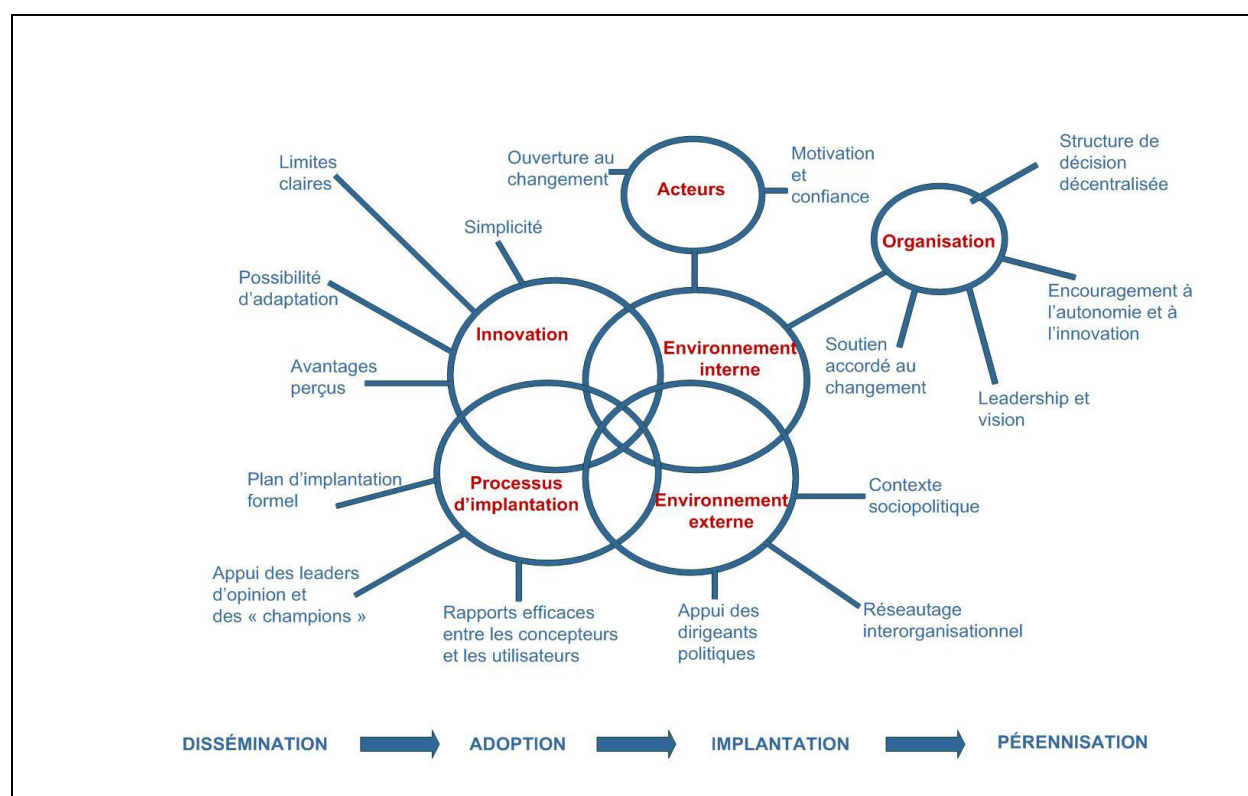 Limites
claires
Simplicité
Possibilité
d’adaptation
Avantages
perçus
Innovation
Ouverture au
changement
Acteurs
Motivation
et
confiance
Structure de
décision
décentralisée
Organisation
Encouragement à
l’autonomie et à
l’innovation
Soutien
accordé au
changement
Leadership et
vision
Environnement
interne
Plan d’implantation
formel
Processus
d’implantation
Appui des leaders
d’opinion et
des « champions »
Rapports efficaces
entre les concepteurs
et les utilisateurs
Environnement
externe
Contexte
sociopolitique
Appui des
dirigeants
politiques
Réseautage
interorganisationnel
DISSÉMINATION
ADOPTION
IMPLANTATION
PÉRENNISATION